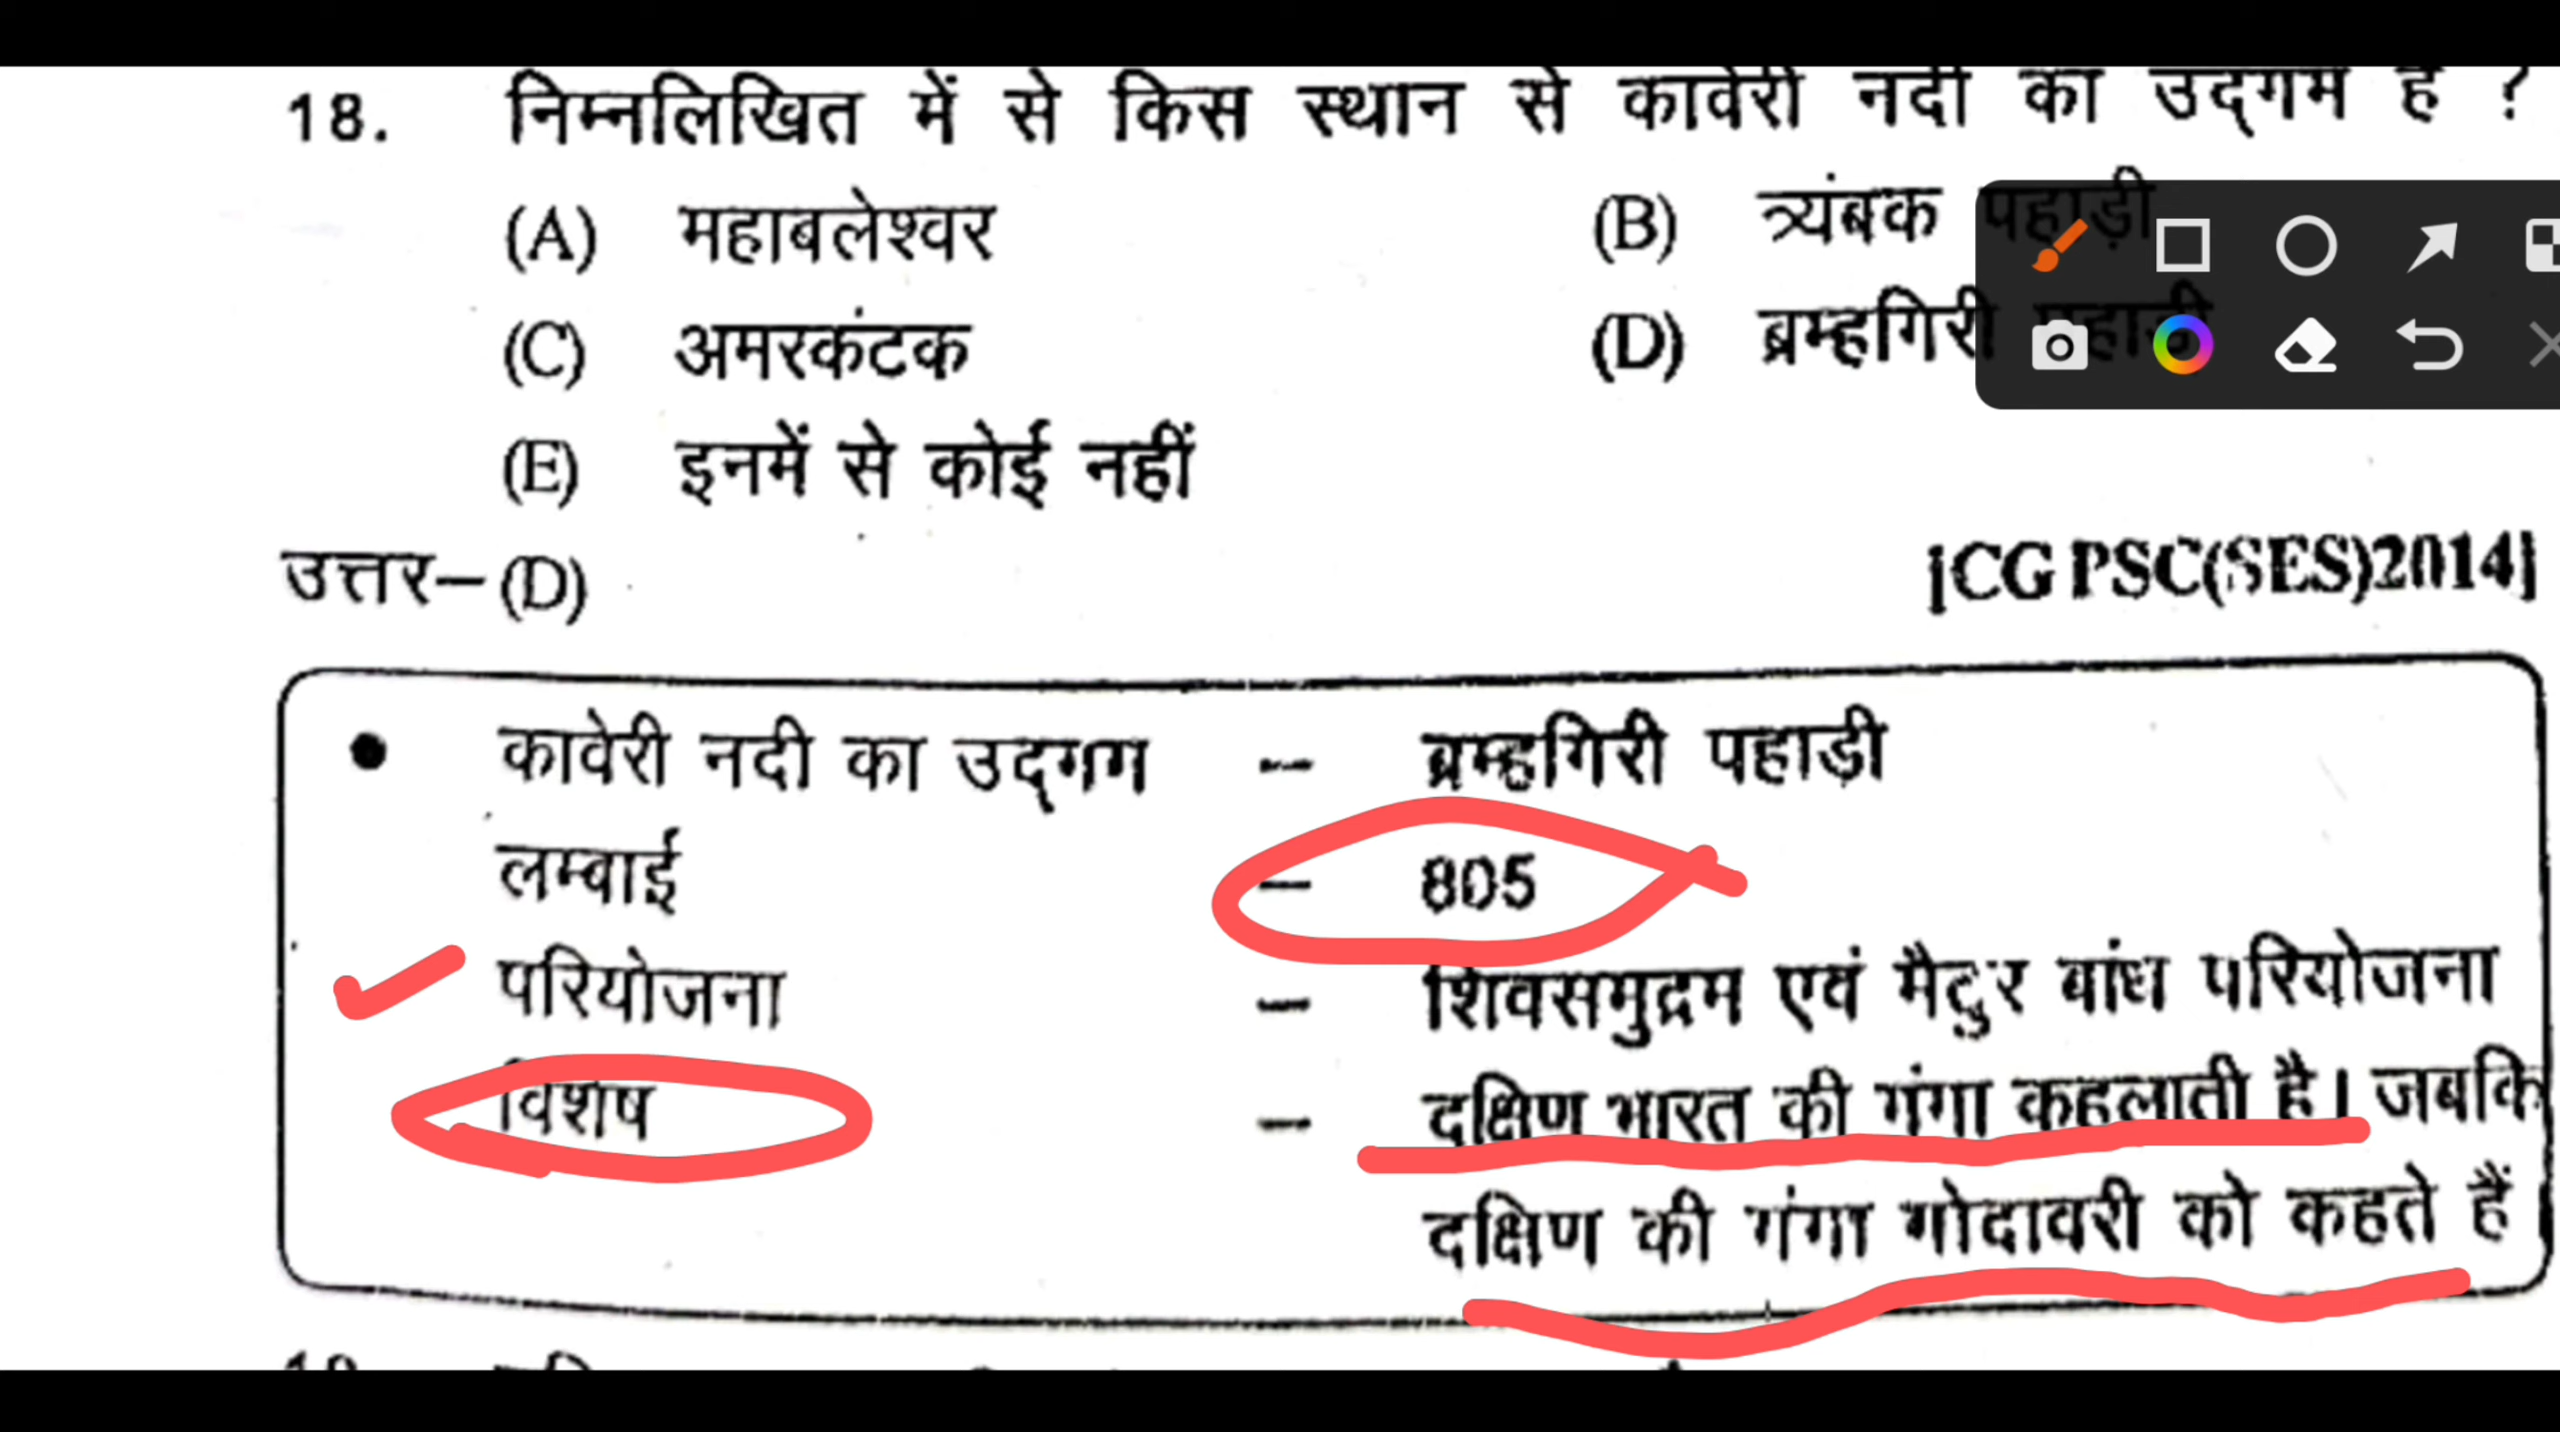 18. निम्नलिखित में से किस स्थान से कावेरी नदी का उद्गम है ?
(A) महाबलेश्वर (B) त्र्यंबक पहाड़ी
(C) अमरकंटक (D) ब्रम्हगिरी पहाड़ी
(E) इनमें से कोई नहीं
उत्तर–(D) [CG PSC(SES)2014]
• कावेरी नदी का उद्गम – ब्रम्हगिरी पहाड़ी
लम्बाई – 805
परियोजना – शिवसमुद्रम एवं मैटुर बांध परियोजना
विशेष – दक्षिण भारत की गंगा कहलाती है। जबकि
दक्षिण की गंगा गोदावरी को कहते हैं